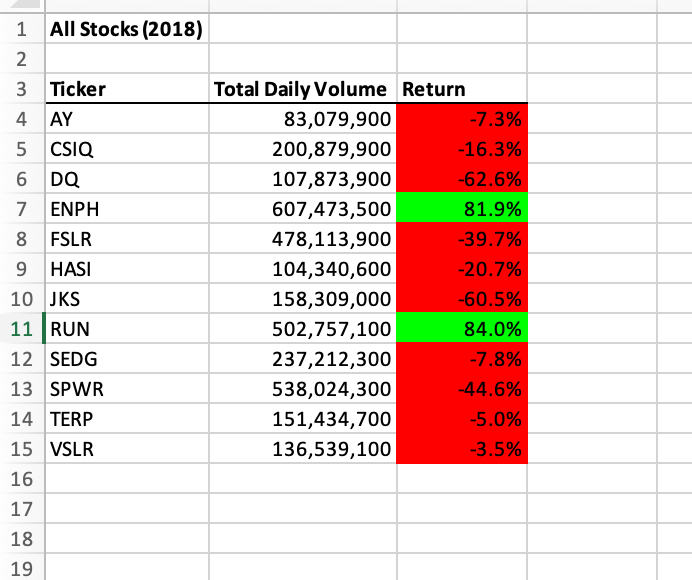 1 All Stocks (2018)
2
3 Ticker Total Daily Volume Return
4 AY 83,079,900 -7.3%
5 CSIQ 200,879,900 -16.3%
6 DQ 107,873,900 -62.6%
7 ENPH 607,473,500 81.9%
8 FSLR 478,113,900 -39.7%
9 HASI 104,340,600 -20.7%
10 JKS 158,309,000 -60.5%
11 RUN 502,757,100 84.0%
12 SEDG 237,212,300 -7.8%
13 SPWR 538,024,300 -44.6%
14 TERP 151,434,700 -5.0%
15 VSLR 136,539,100 -3.5%
16
17
18
19